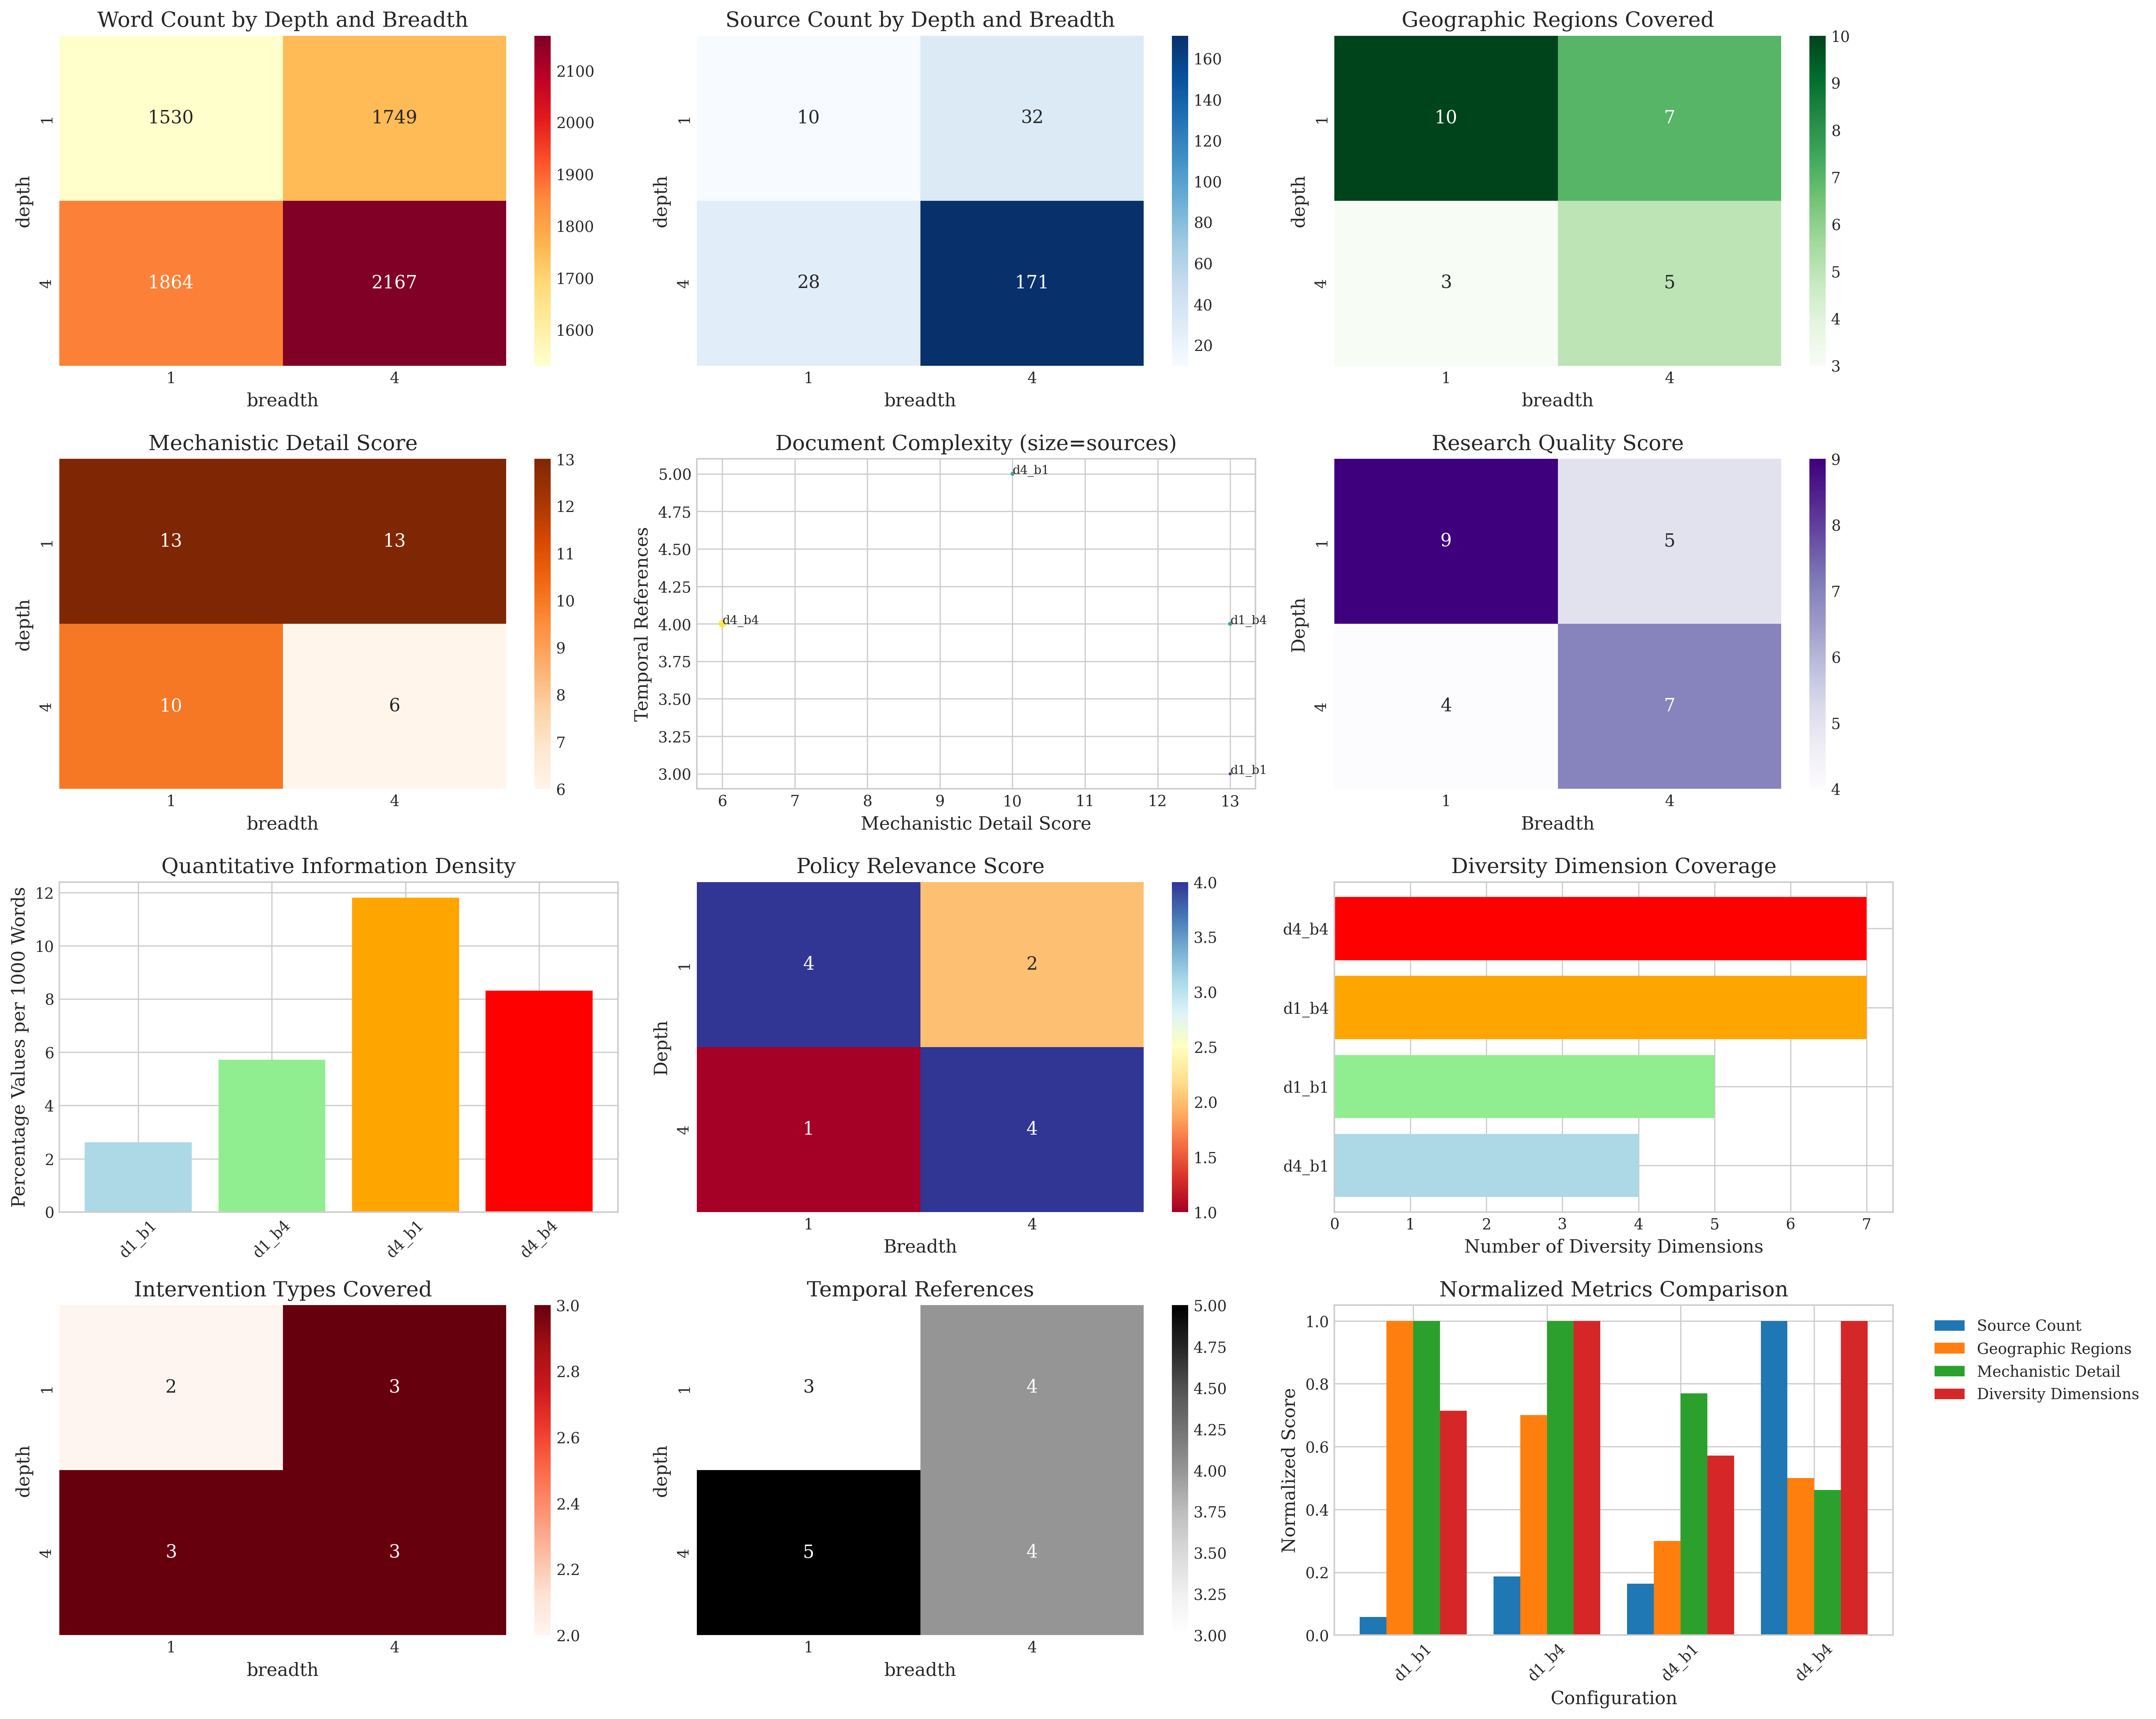 Word Count by Depth and Breadth
1530 1749
1864 2167
1
4
depth
1 4
breadth
2100
2000
1900
1800
1700
1600
Source Count by Depth and Breadth
10 32
28 171
1
4
depth
1 4
breadth
160
140
120
100
80
60
40
20
Geographic Regions Covered
10 7
3 5
1
4
depth
1 4
breadth
10
9
8
7
6
5
4
3
Mechanistic Detail Score
13 13
10 6
1
4
depth
1 4
breadth
13
12
11
10
9
8
7
6
Document Complexity (size=sources)
Temporal References
5.00
4.75
4.50
4.25
4.00
3.75
3.50
3.25
3.00
d4_b1
d4_b4
d1_b4
d1_b1
6 7 8 9 10 11 12 13
Mechanistic Detail Score
Research Quality Score
9 5
4 7
1
4
Depth
1 4
Breadth
9
8
7
6
5
4
Quantitative Information Density
Percentage Values per 1000 Words
12
10
8
6
4
2
0
d1_b1 d1_b4 d4_b1 d4_b4
Policy Relevance Score
4 2
1 4
1
4
Depth
1 4
Breadth
4.0
3.5
3.0
2.5
2.0
1.5
1.0
Diversity Dimension Coverage
d4_b4
d1_b4
d1_b1
d4_b1
0 1 2 3 4 5 6 7
Number of Diversity Dimensions
Intervention Types Covered
2 3
3 3
1
4
depth
1 4
breadth
3.0
2.8
2.6
2.4
2.2
2.0
Temporal References
3 4
5 4
1
4
depth
1 4
breadth
5.00
4.75
4.50
4.25
4.00
3.75
3.50
3.25
3.00
Normalized Metrics Comparison
Normalized Score
1.0
0.8
0.6
0.4
0.2
0.0
d1_b1 d1_b4 d4_b1 d4_b4
Configuration
Source Count
Geographic Regions
Mechanistic Detail
Diversity Dimensions